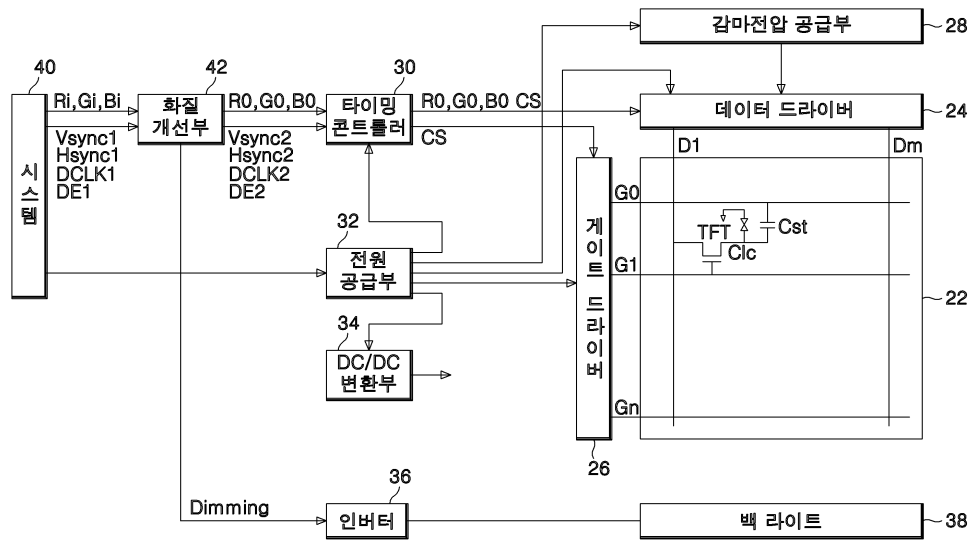 감마전압 공급부
28
40
42
30
Ri,Gi,Bi
화질
개선부
R0,G0,B0
타이밍
콘트롤러
R0,G0,B0 CS
데이터 드라이버
24
Vsync1
Hsync1
DCLK1
DE1
Vsync2
Hsync2
DCLK2
DE2
CS
D1
Dm
시스템
G0
TFT
Cst
Clc
32
전원
공급부
게이트 드라이버
G1
22
34
DC/DC
변환부
Gn
26
36
Dimming
인버터
백 라이트
38